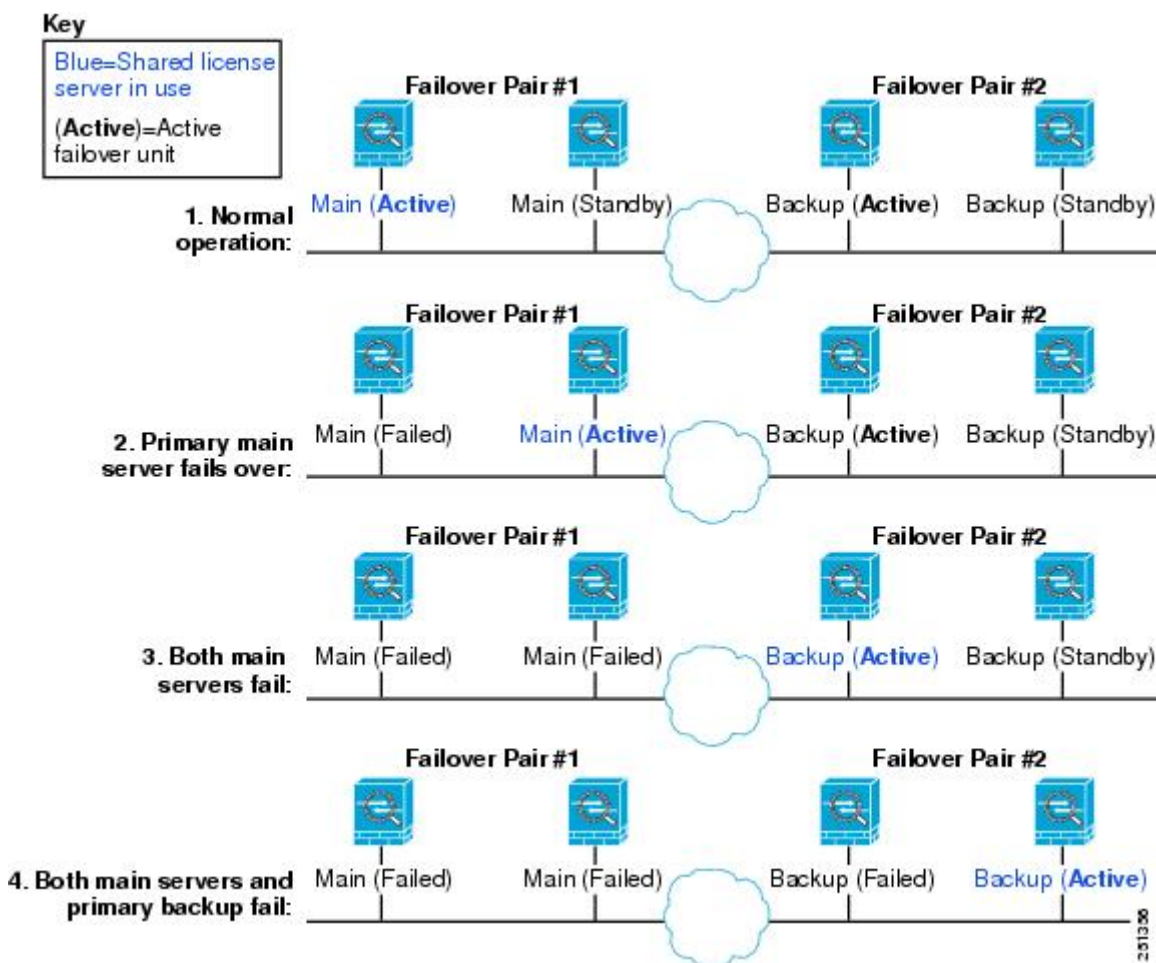 Key
Blue=Shared license
server in use
(Active)=Active
failover unit
Failover Pair #1
Failover Pair #2
1. Normal
operation:
Main (Active)
Main (Standby)
Backup (Active)
Backup (Standby)
Failover Pair #1
Failover Pair #2
2. Primary main
server fails over:
Main (Failed)
Main (Active)
Backup (Active)
Backup (Standby)
Failover Pair #1
Failover Pair #2
3. Both main
servers fail:
Main (Failed)
Main (Failed)
Backup (Active)
Backup (Standby)
Failover Pair #1
Failover Pair #2
4. Both main servers and
primary backup fail:
Main (Failed)
Main (Failed)
Backup (Failed)
Backup (Active)
251356